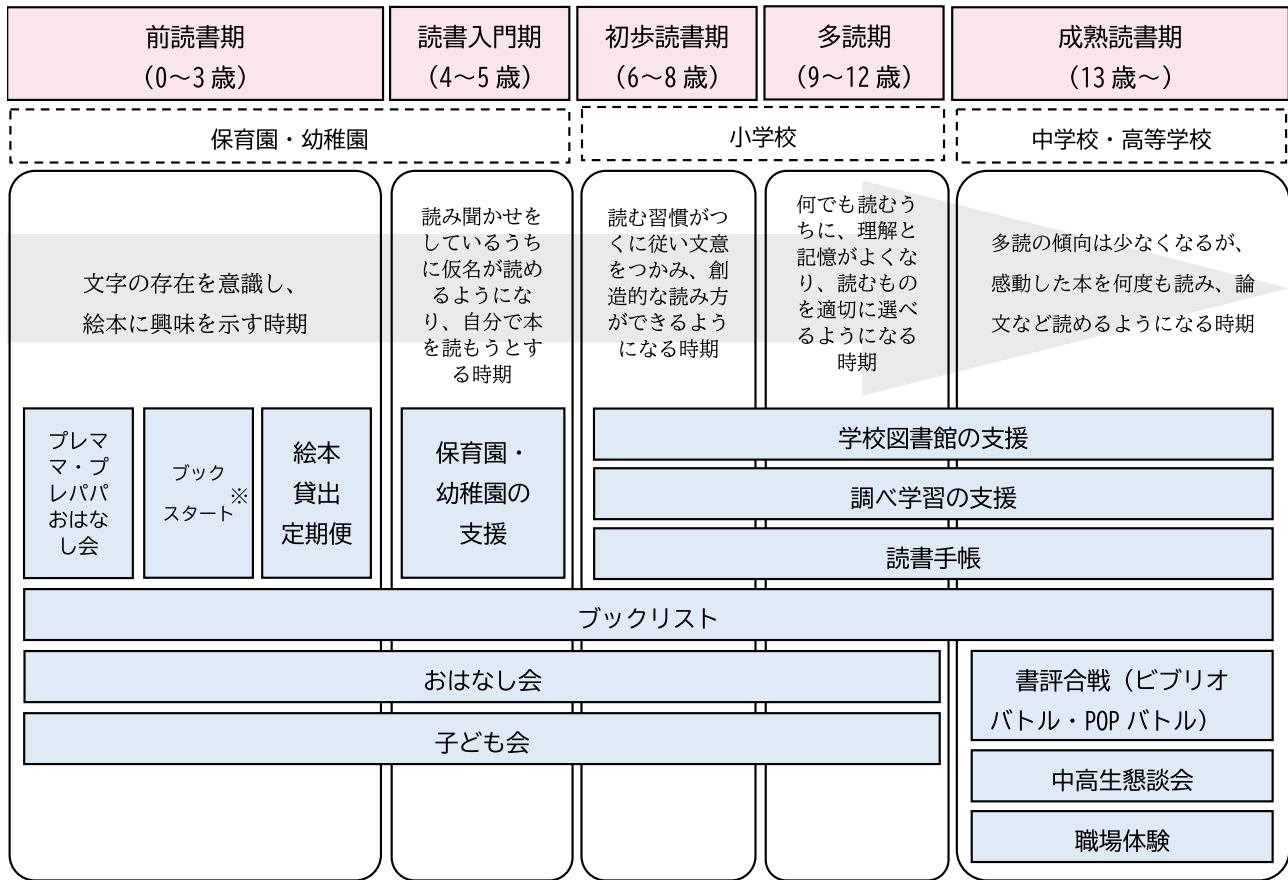 前読書期
（0～3歳）
読書入門期
（4～5歳）
初歩読書期
（6～8歳）
多読期
（9～12歳）
成熟読書期
（13歳～）
保育園・幼稚園
小学校
中学校・高等学校
文字の存在を意識し、
絵本に興味を示す時期
読み聞かせを
しているうち
に仮名が読め
るようにな
り、自分で本
を読もうとす
る時期
読む習慣がつ
くに従い文意
をつかみ、創
造的な読み方
ができるよう
になる時期
何でも読むう
ちに、理解と
記憶がよくな
り、読むもの
を適切に選べ
るようになる
時期
多読の傾向は少なくなるが、
感動した本を何度も読み、論
文など読めるようになる時期
プレマ
マ・プ
レパパ
おはな
し会
ブック
スタート※
絵本
貸出
定期便
保育園・
幼稚園の
支援
学校図書館の支援
調べ学習の支援
読書手帳
ブックリスト
おはなし会
子ども会
書評合戦（ビブリオ
バトル・POPバトル）
中高生懇談会
職場体験